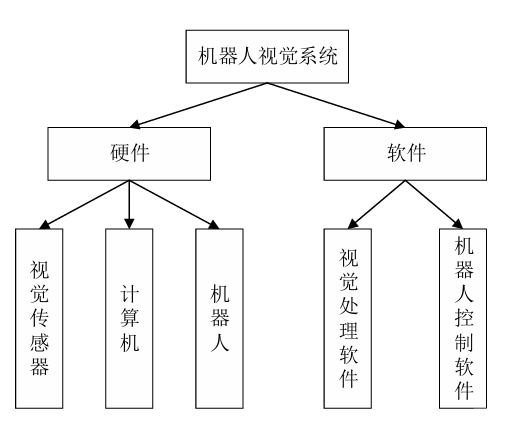 机器人视觉系统
硬件
软件
视觉传感器
计算机
机器人
视觉处理软件
机器人控制软件